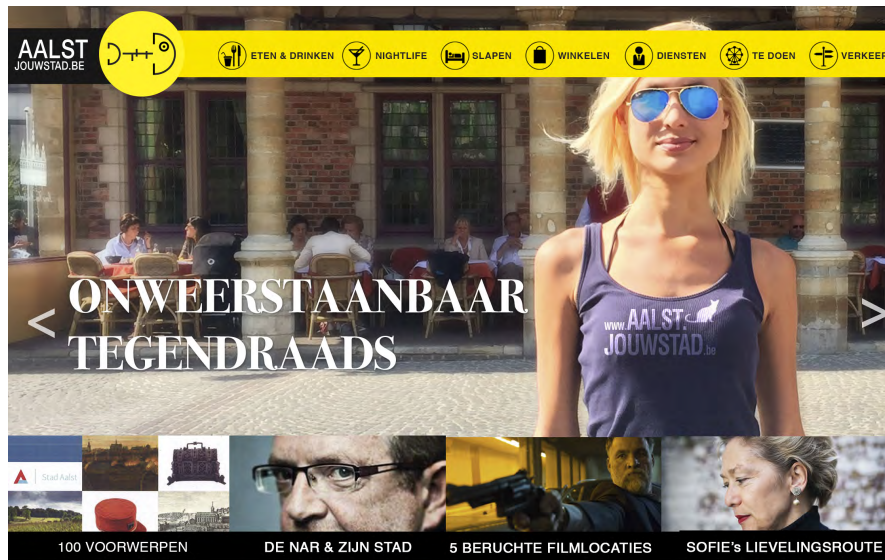 AALST
JOUWSTAD.BE
ETEN & DRINKEN
NIGHTLIFE
SLAPEN
WINKELEN
DIENSTEN
TE DOEN
VERKEER
ONWEERSTAANBAAR
TEGENDRAADS
www.AALST.
JOUWSTAD.be
Stad Aalst
100 VOORWERPEN
DE NAR & ZIJN STAD
5 BERUCHTE FILMLOCATIES
SOFIE's LIEVELINGSROUTE